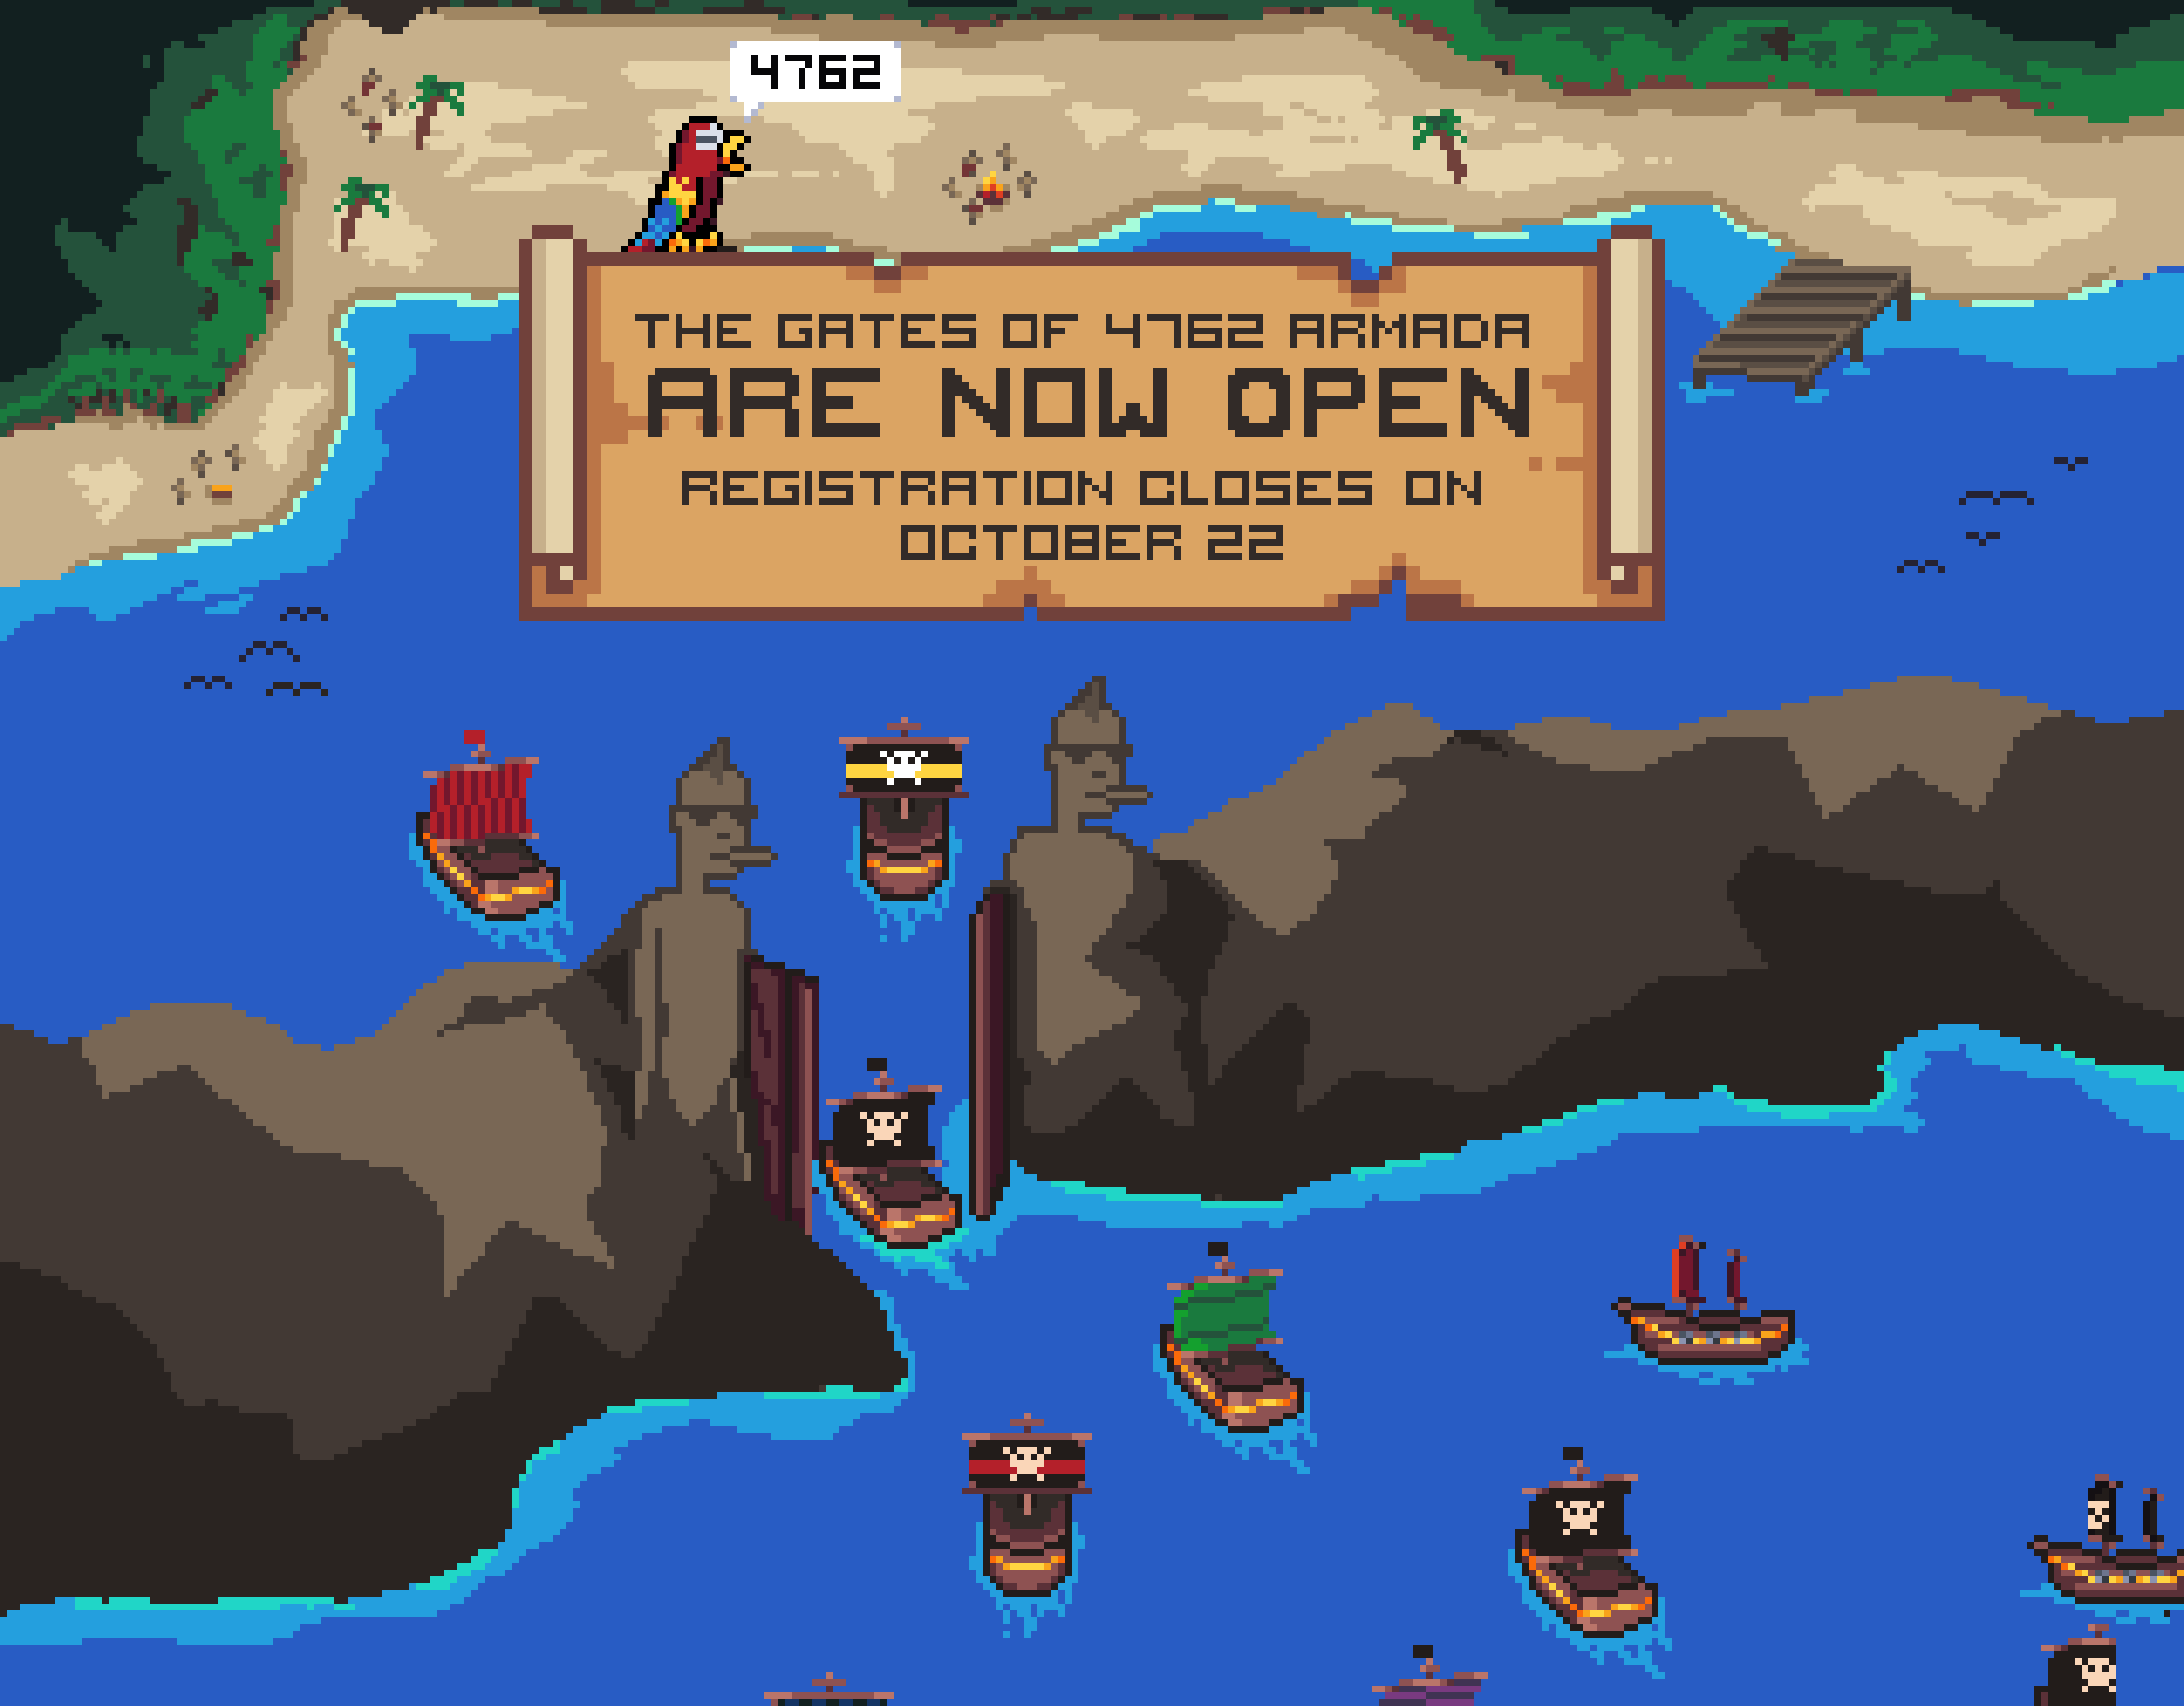 4762
THE GATES OF 4762 ARMADA
ARE NOW OPEN
REGISTRATION CLOSES ON
OCTOBER 22